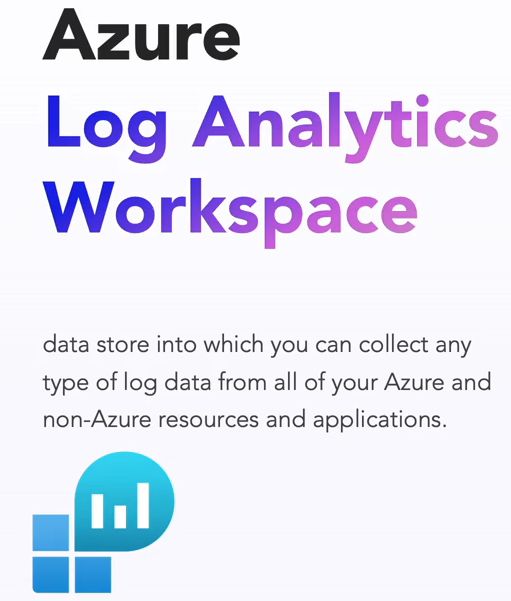 Azure
Log Analytics
Workspace
data store into which you can collect any
type of log data from all of your Azure and
non-Azure resources and applications.